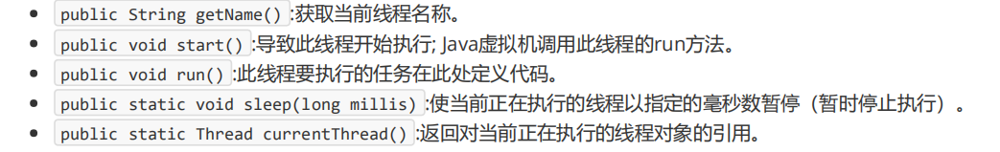 public String getName() :获取当前线程名称。
public void start() :导致此线程开始执行; Java虚拟机调用此线程的run方法。
public void run() :此线程要执行的任务在此处定义代码。
public static void sleep(long millis) :使当前正在执行的线程以指定的毫秒数暂停（暂时停止执行）。
public static Thread currentThread() :返回对当前正在执行的线程对象的引用。